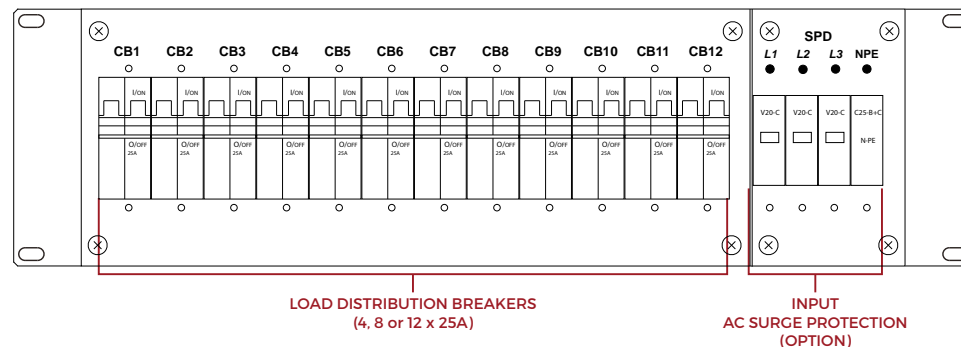 SPD
CB1 CB2 CB3 CB4 CB5 CB6 CB7 CB8 CB9 CB10 CB11 CB12
L1 L2 L3 NPE
I/ON I/ON I/ON I/ON I/ON I/ON I/ON I/ON I/ON I/ON I/ON I/ON
V20-C V20-C V20-C C25-B+C
O/OFF O/OFF O/OFF O/OFF O/OFF O/OFF O/OFF O/OFF O/OFF O/OFF O/OFF O/OFF
N-PE
25A 25A 25A 25A 25A 25A 25A 25A 25A 25A 25A 25A
LOAD DISTRIBUTION BREAKERS
(4, 8 or 12 x 25A)
INPUT
AC SURGE PROTECTION
(OPTION)